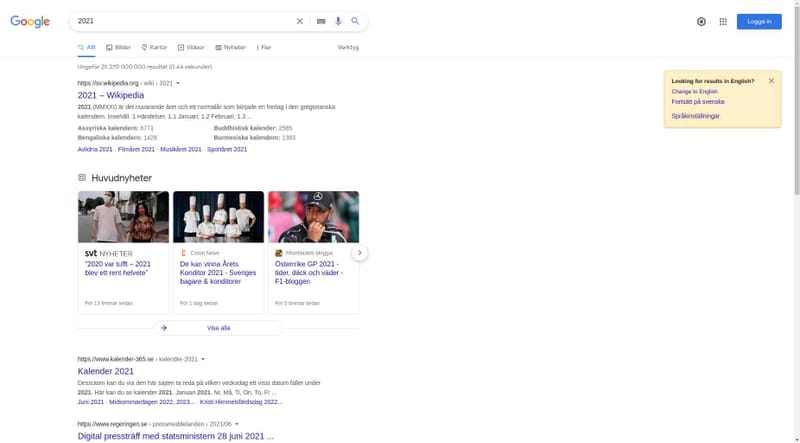 Google
2021
Logga in
Allt
Bilder
Kartor
Videor
Nyheter
Fler
Verktyg
Ungefär 25 270 000 000 resultat (0,44 sekunder)
https://sv.wikipedia.org › wiki › 2021
2021 – Wikipedia
2021 (MMXXI) är det nuvarande året och ett normalår som började en fredag i den gregorianska
kalendern. Innehåll. 1 Händelser. 1.1 Januari; 1.2 Februari; 1.3 ...
Assyriska kalendern: 6771
Buddhistisk kalender: 2565
Bengaliska kalendern: 1428
Burmesiska kalendern: 1383
Avlidna 2021 · Filmåret 2021 · Musikåret 2021 · Sportåret 2021
Looking for results in English?
Change to English
Fortsätt på svenska
Språkinställningar
Huvudnyheter
svt NYHETER
"2020 var tufft – 2021
blev ett rent helvete"
För 13 timmar sedan
News
De kan vinna Årets
Konditor 2021 - Sveriges
bagare & konditorer
För 1 dag sedan
Aftonbladets bloggar
Österrike GP 2021 -
tider, däck och väder -
F1-bloggen
För 5 timmar sedan
Visa alla
https://www.kalender-365.se › kalender-2021
Kalender 2021
Dessutom kan du via den här sajten ta reda på vilken veckodag ett visst datum faller under
2021. Här kan du se kalender 2021. Januari 2021. Nr, Må, Ti, On, To, Fr ...
Juni 2021 · Midsommardagen 2022, 2023... · Kristi Himmelsfärdsdag 2022...
https://www.regeringen.se › pressmeddelanden › 2021/06
Digital pressträff med statsministern 28 juni 2021 ...